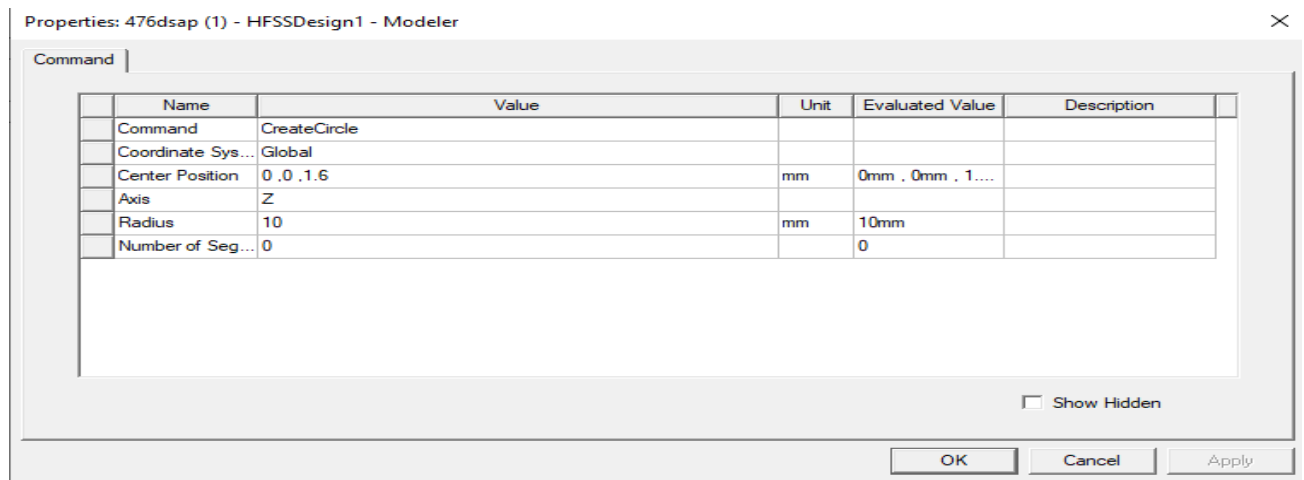 Properties: 476dsap (1) - HFSSDesign1 - Modeler
Command
Name Value Unit Evaluated Value Description
Command CreateCircle
Coordinate Sys... Global
Center Position 0 ,0 ,1.6 mm 0mm , 0mm , 1....
Axis Z
Radius 10 mm 10mm
Number of Seg... 0 0
Show Hidden
OK Cancel Apply